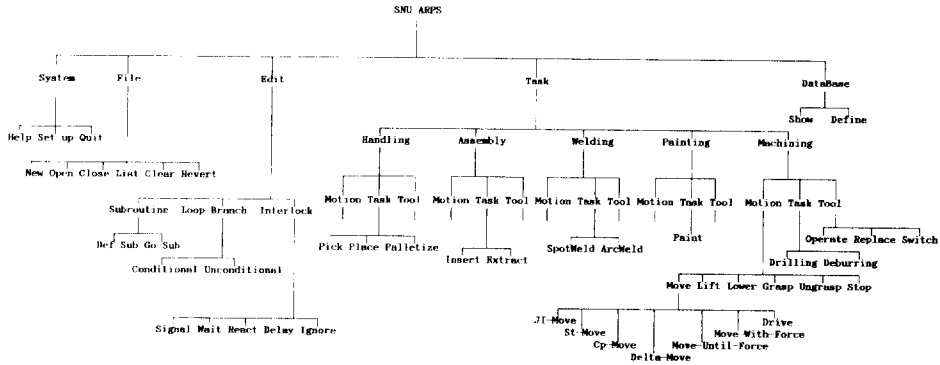 SNU ARPS
System File Edit Task DataBase
Help Set up Quit
Show Define
Handling Assembly Welding Painting Machining
New Open Close List Clear Revert
Motion Task Tool Motion Task Tool Motion Task Tool Motion Task Tool Motion Task Tool
Subroutine Loop Branch Interlock
Def Sub Go Sub
Pick Place Palletize
Insert Extract
SpotWeld ArcWeld
Paint
Operate Replace Switch
Drilling Deburring
Conditional Unconditional
Move Lift Lower Grasp Ungrasp Stop
Signal Wait React Delay Ignore
JI-Move
St-Move
Cp-Move
Delta-Move
Move-Until-Force
Move With-Force
Drive